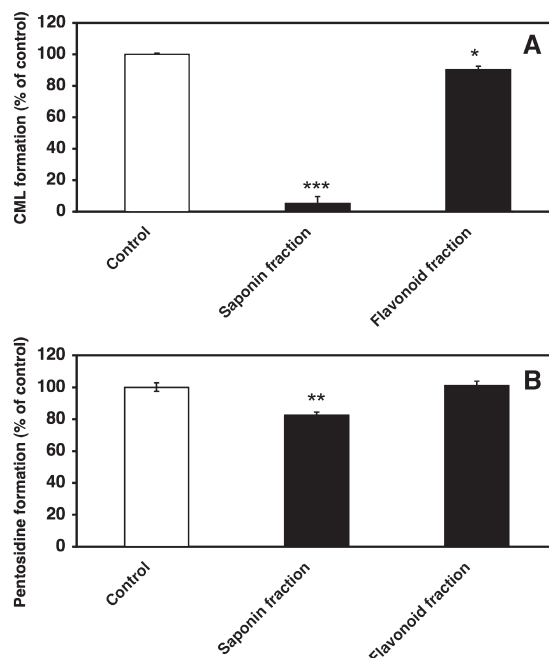 CML formation (% of control)
120
100
80
60
40
20
0
A
***
*
Control
Saponin fraction
Flavonoid fraction
Pentosidine formation (% of control)
120
100
80
60
40
20
0
B
**
Control
Saponin fraction
Flavonoid fraction